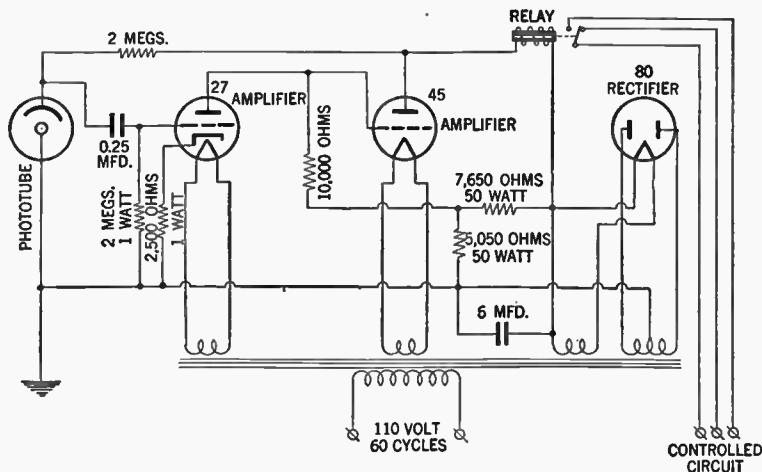 RELAY
2 MEGS.
27
AMPLIFIER
45
AMPLIFIER
80
RECTIFIER
0.25
MFD.
PHOTOTUBE
2 MEGS.
1 WATT
2,500 OHMS
1 WATT
10,000 OHMS
7,650 OHMS
50 WATT
5,050 OHMS
50 WATT
6 MFD.
110 VOLT
60 CYCLES
CONTROLLED
CIRCUIT